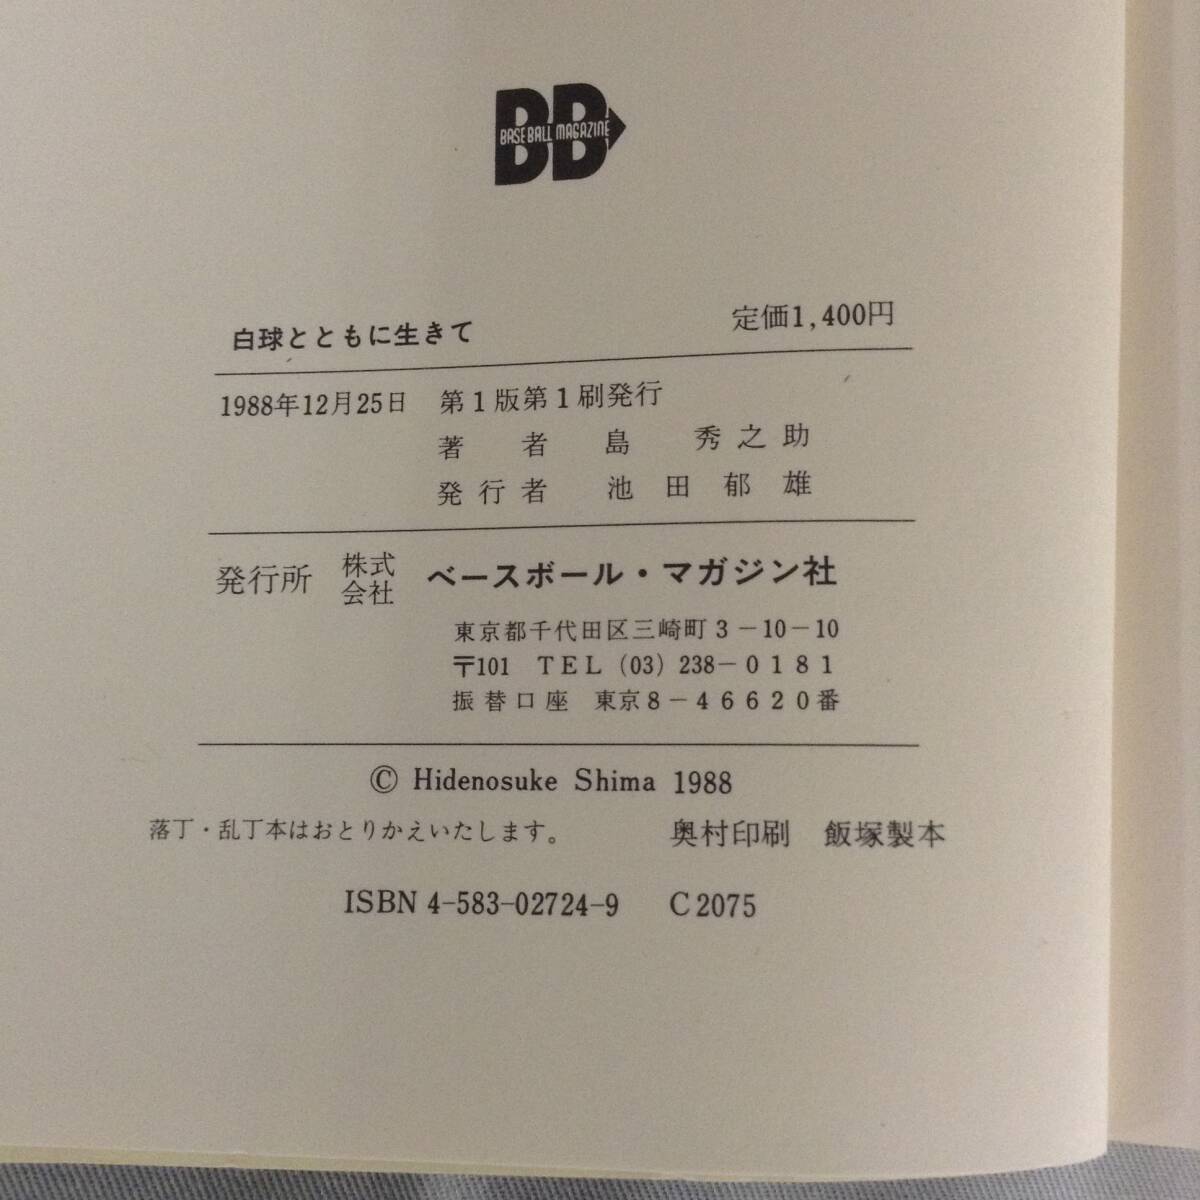 BB
BASEBALL MAGAZINE
白球とともに生きて 定価1,400円
1988年12月25日 第1版第1刷発行
著者 島 秀之助
発行者 池田郁雄
発行所 株式会社 ベースボール・マガジン社
東京都千代田区三崎町3-10-10
〒101 TEL (03) 238-0181
振替口座 東京8-46620番
© Hidenosuke Shima 1988
落丁・乱丁本はおとりかえいたします。 奥村印刷 飯塚製本
ISBN 4-583-02724-9 C2075